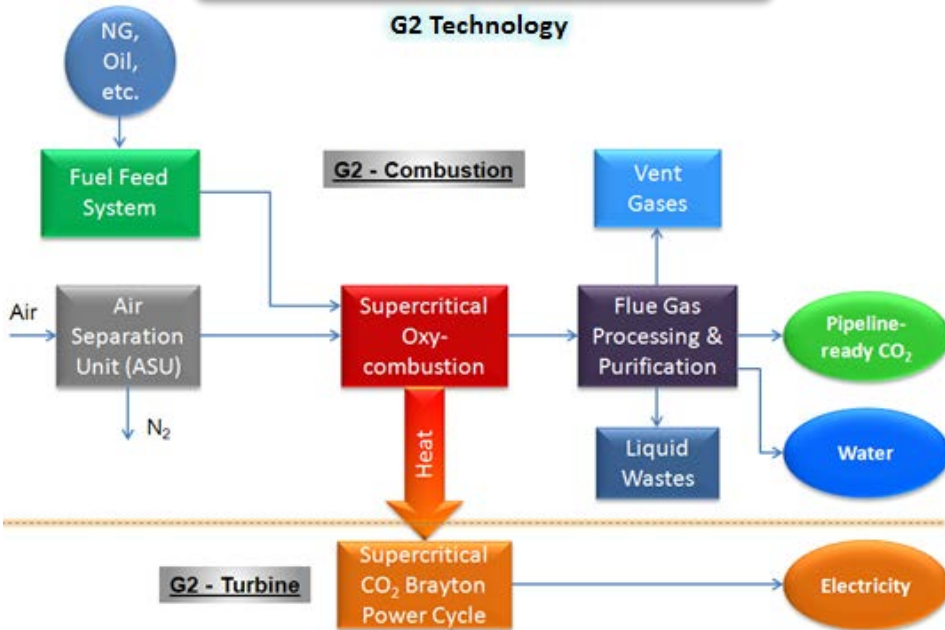 G2 Technology
NG,
Oil,
etc.
Fuel Feed
System
G2 - Combustion
Vent
Gases
Air
Air
Separation
Unit (ASU)
Supercritical
Oxy-
combustion
Flue Gas
Processing &
Purification
Pipeline-
ready CO₂
N₂
Heat
Liquid
Wastes
Water
G2 - Turbine
Supercritical
CO₂ Brayton
Power Cycle
Electricity